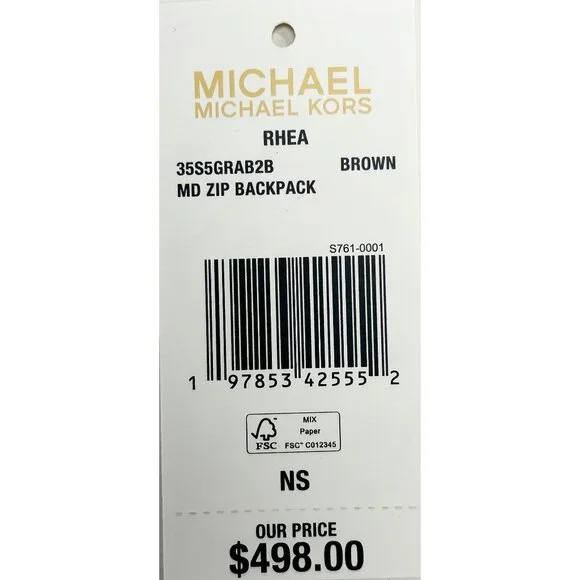 MICHAEL
MICHAEL KORS
RHEA
35S5GRAB2B BROWN
MD ZIP BACKPACK
S761-0001
1 97853 42555 2
MIX
Paper
FSC™ C012345
FSC
NS
OUR PRICE
$498.00